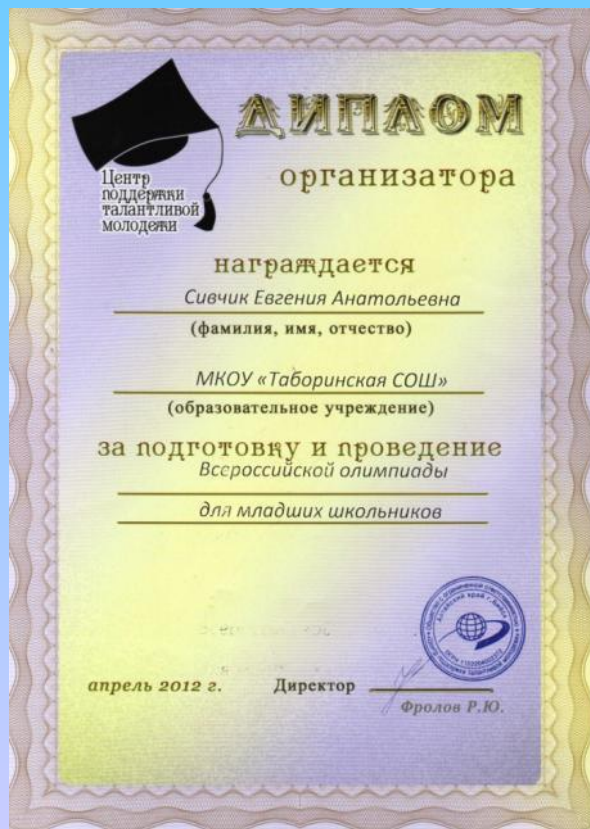 ДИПЛОМ
Центр
поддержки
талантливой
молодежи
организатора
награждается
Сивчик Евгения Анатольевна
(фамилия, имя, отчество)
МКОУ «Таборинская СОШ»
(образовательное учреждение)
за подготовку и проведение
Всероссийской олимпиады
для младших школьников
апрель 2012 г.
Директор
Фролов Р.Ю.